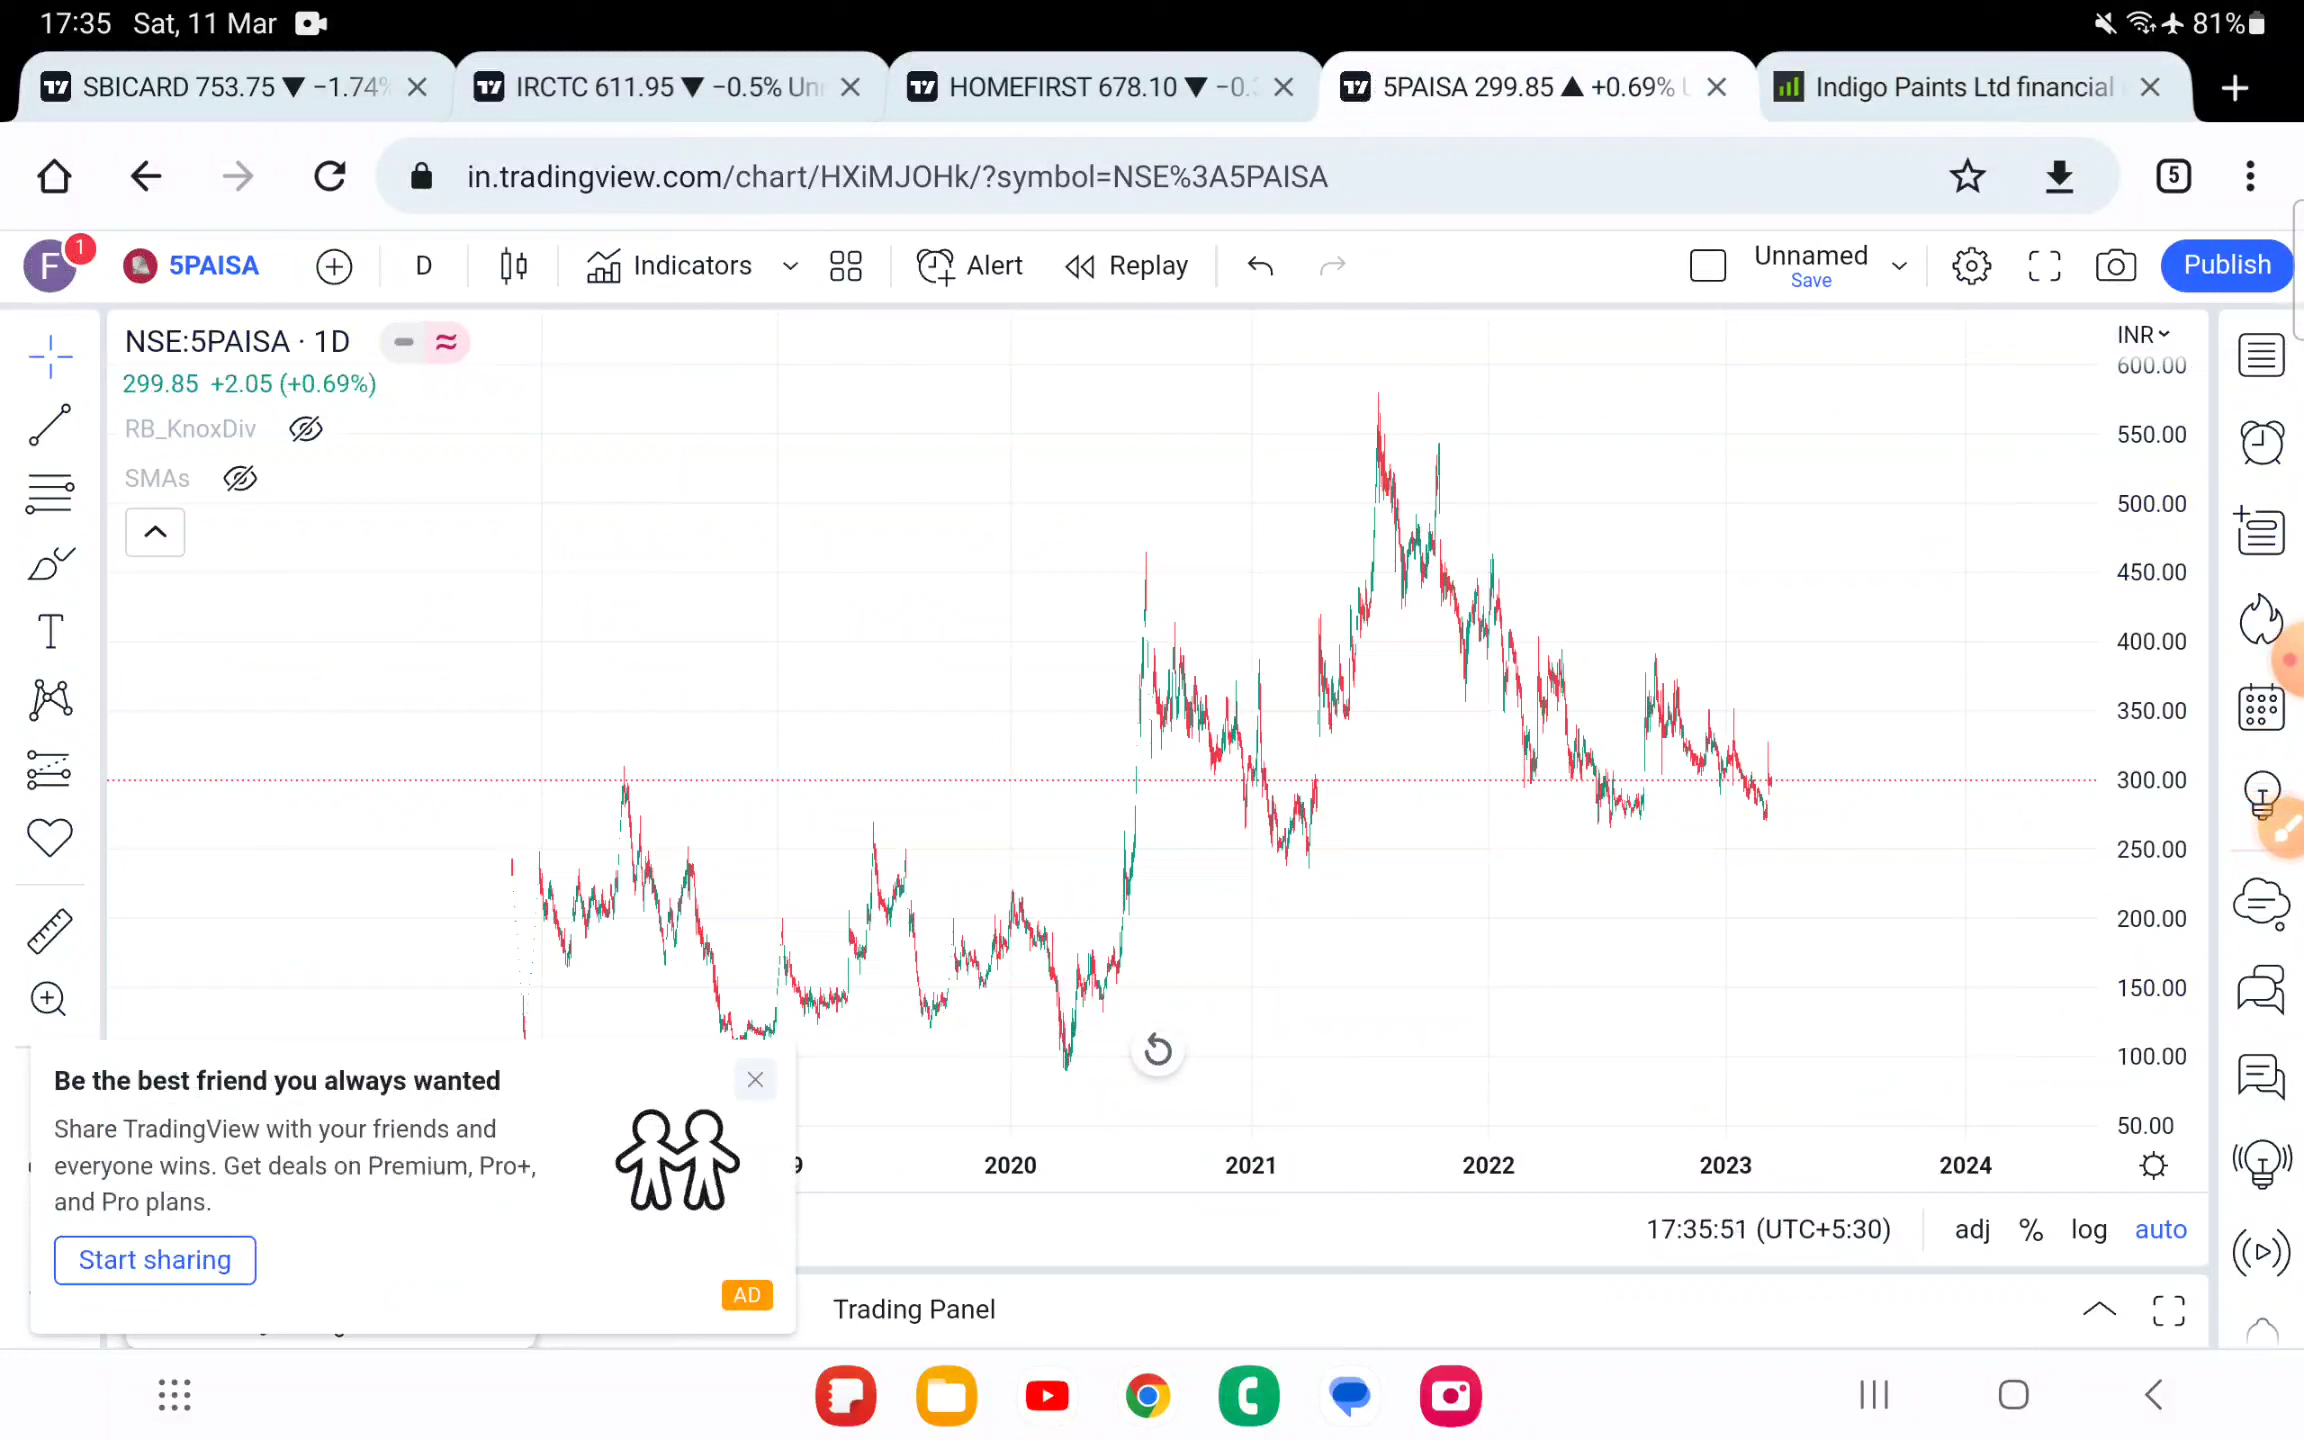 17:35 Sat, 11 Mar
81%
SBICARD 753.75 ▼ −1.74%
IRCTC 611.95 ▼ −0.5% Un
HOMEFIRST 678.10 ▼ −0.
5PAISA 299.85 ▲ +0.69%
Indigo Paints Ltd financial
in.tradingview.com/chart/HXiMJOHk/?symbol=NSE%3A5PAISA
5
F
1
5PAISA
D
Indicators
Alert
Replay
Unnamed
Save
Publish
NSE:5PAISA · 1D
299.85 +2.05 (+0.69%)
RB_KnoxDiv
SMAs
INR
600.00
550.00
500.00
450.00
400.00
350.00
300.00
250.00
200.00
150.00
100.00
50.00
Be the best friend you always wanted
Share TradingView with your friends and
everyone wins. Get deals on Premium, Pro+,
and Pro plans.
Start sharing
AD
9 2020 2021 2022 2023 2024
17:35:51 (UTC+5:30)
adj % log auto
Trading Panel